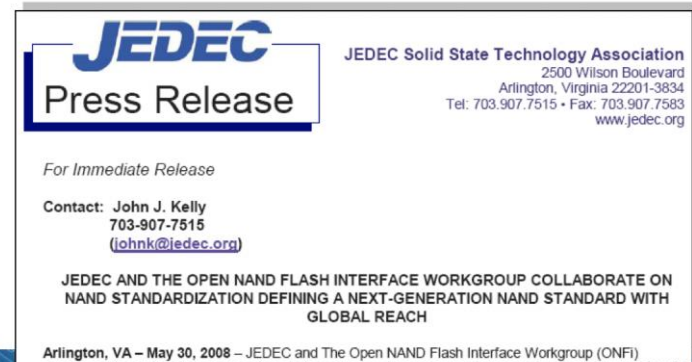 JEDEC
Press Release
JEDEC Solid State Technology Association
2500 Wilson Boulevard
Arlington, Virginia 22201-3834
Tel: 703.907.7515 • Fax: 703.907.7583
www.jedec.org
For Immediate Release
Contact: John J. Kelly
703-907-7515
(johnk@jedec.org)
JEDEC AND THE OPEN NAND FLASH INTERFACE WORKGROUP COLLABORATE ON
NAND STANDARDIZATION DEFINING A NEXT-GENERATION NAND STANDARD WITH
GLOBAL REACH
Arlington, VA – May 30, 2008 – JEDEC and The Open NAND Flash Interface Workgroup (ONFi)